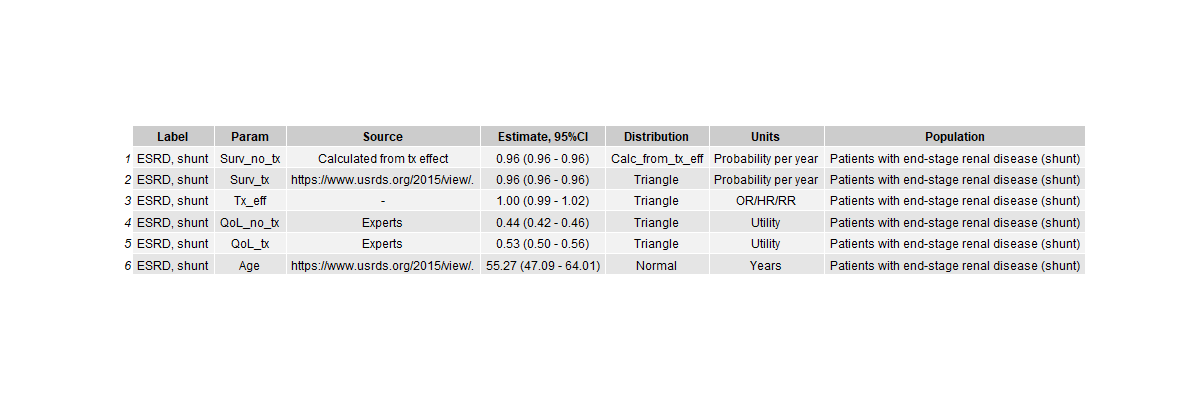 Label Param Source Estimate, 95%CI Distribution Units Population
1 ESRD, shunt Surv_no_tx Calculated from tx effect 0.96 (0.96 - 0.96) Calc_from_tx_eff Probability per year Patients with end-stage renal disease (shunt)
2 ESRD, shunt Surv_tx https://www.usrds.org/2015/view/. 0.96 (0.96 - 0.96) Triangle Probability per year Patients with end-stage renal disease (shunt)
3 ESRD, shunt Tx_eff - 1.00 (0.99 - 1.02) Triangle OR/HR/RR Patients with end-stage renal disease (shunt)
4 ESRD, shunt QoL_no_tx Experts 0.44 (0.42 - 0.46) Triangle Utility Patients with end-stage renal disease (shunt)
5 ESRD, shunt QoL_tx Experts 0.53 (0.50 - 0.56) Triangle Utility Patients with end-stage renal disease (shunt)
6 ESRD, shunt Age https://www.usrds.org/2015/view/. 55.27 (47.09 - 64.01) Normal Years Patients with end-stage renal disease (shunt)